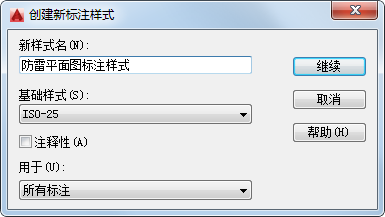 创建新标注样式
新样式名(N):
防雷平面图标注样式
继续
基础样式(S):
ISO-25
取消
注释性(A)
帮助(H)
用于(U):
所有标注